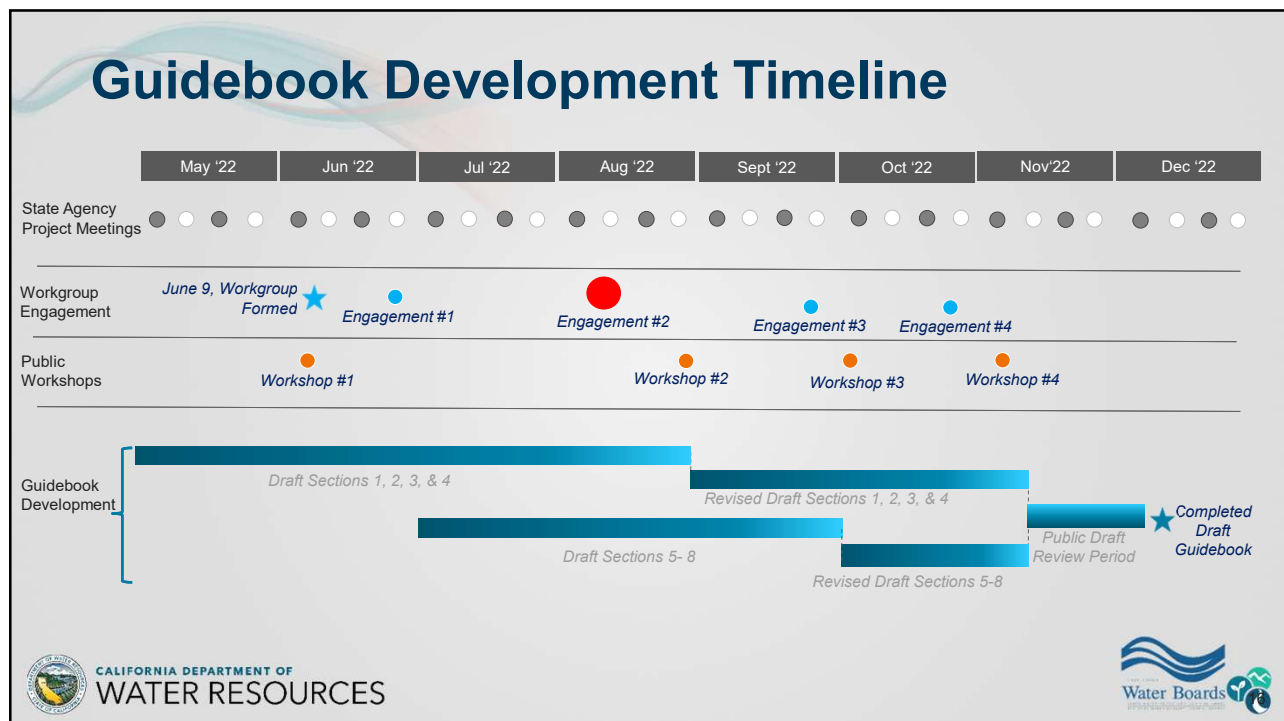 Guidebook Development Timeline
May ‘22
Jun ‘22
Jul ‘22
Aug ‘22
Sept ‘22
Oct ‘22
Nov‘22
Dec ‘22
State Agency
Project Meetings
Workgroup
Engagement
June 9, Workgroup
Formed
Engagement #1
Engagement #2
Engagement #3
Engagement #4
Public
Workshops
Workshop #1
Workshop #2
Workshop #3
Workshop #4
Guidebook
Development
Draft Sections 1, 2, 3, & 4
Revised Draft Sections 1, 2, 3, & 4
Draft Sections 5- 8
Revised Draft Sections 5-8
Public Draft
Review Period
Completed
Draft
Guidebook
CALIFORNIA DEPARTMENT OF
WATER RESOURCES
Water Boards
16